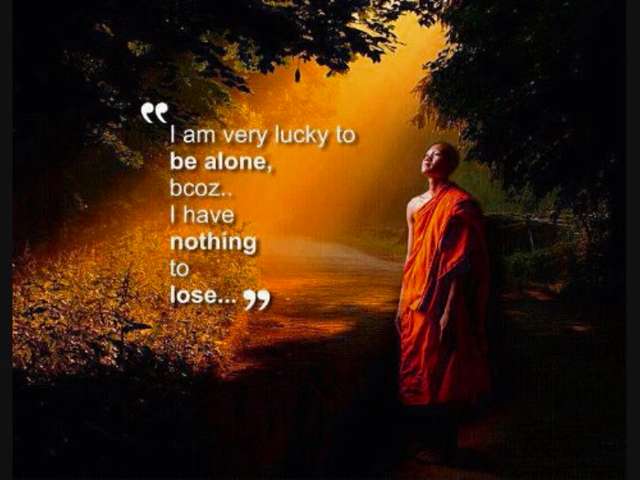 "I am very lucky to
be alone,
bcoz..
I have
nothing
to
lose..."